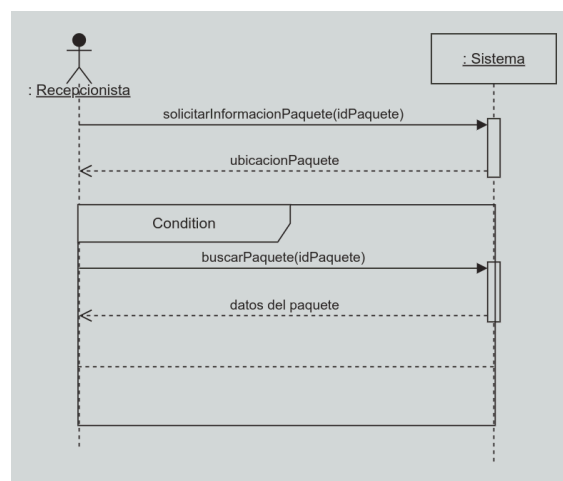 : Sistema
: Recepcionista
solicitarInformacionPaquete(idPaquete)
ubicacionPaquete
Condition
buscarPaquete(idPaquete)
datos del paquete